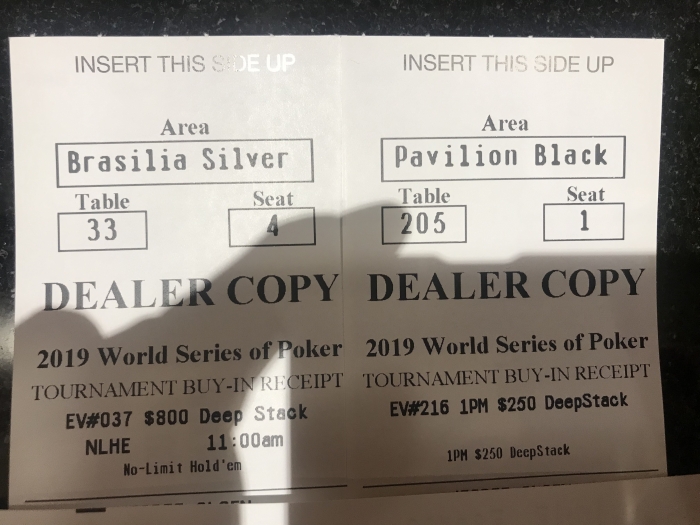 INSERT THIS SIDE UP
Area
Brasilia Silver
Table Seat
33 4
DEALER COPY
2019 World Series of Poker
TOURNAMENT BUY-IN RECEIPT
EV#037 $800 Deep Stack
NLHE 11:00am
No-Limit Hold'em
INSERT THIS SIDE UP
Area
Pavilion Black
Table Seat
205 1
DEALER COPY
2019 World Series of Poker
TOURNAMENT BUY-IN RECEIPT
EV#216 1PM $250 DeepStack
1PM $250 DeepStack